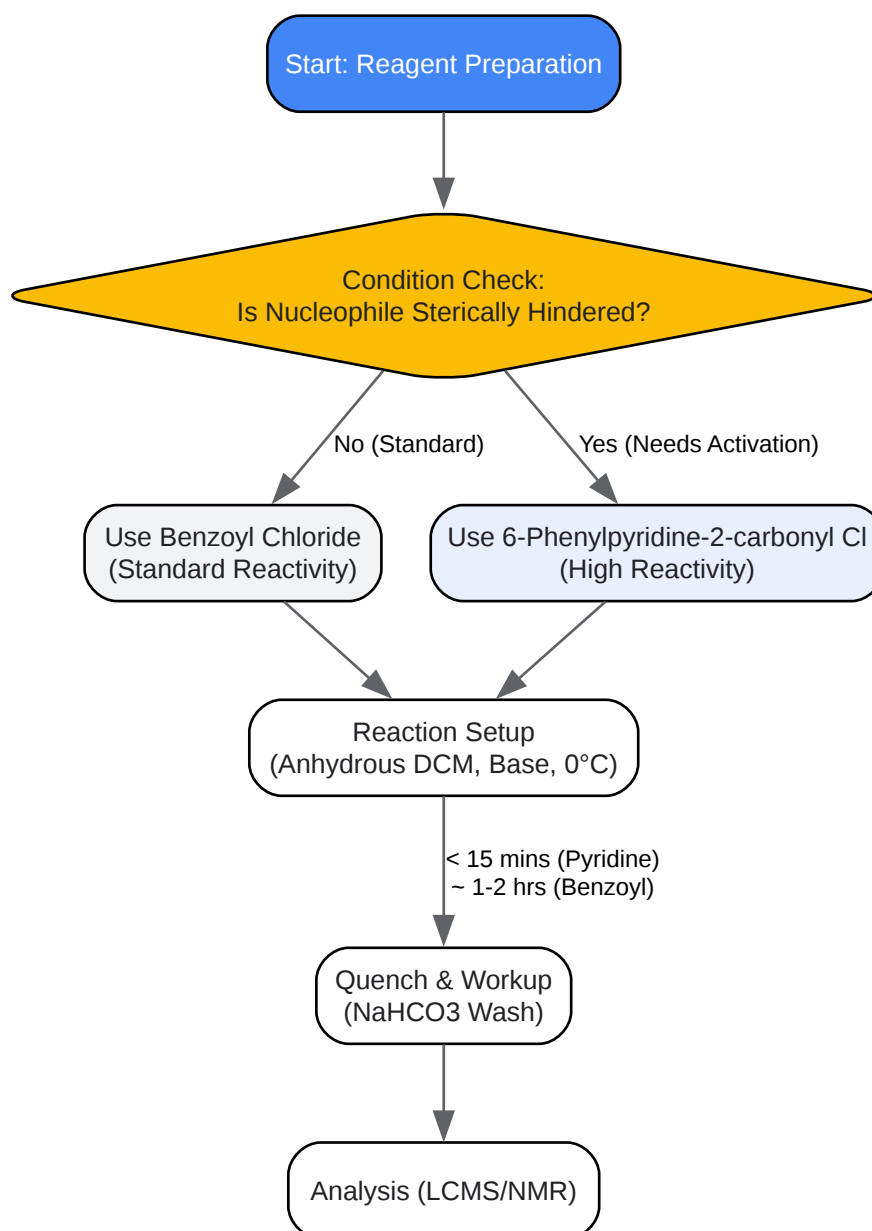 Start: Reagent Preparation
Condition Check:
Is Nucleophile Sterically Hindered?
No (Standard)
Yes (Needs Activation)
Use Benzoyl Chloride
(Standard Reactivity)
Use 6-Phenylpyridine-2-carbonyl Cl
(High Reactivity)
Reaction Setup
(Anhydrous DCM, Base, 0°C)
< 15 mins (Pyridine)
~ 1-2 hrs (Benzoyl)
Quench & Workup
(NaHCO3 Wash)
Analysis (LCMS/NMR)